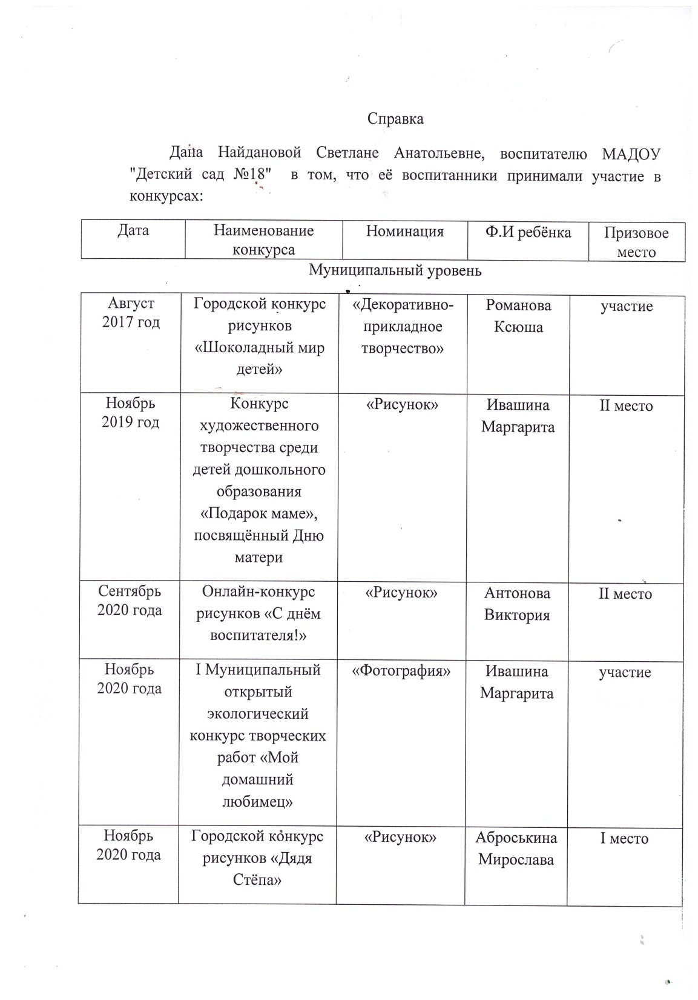 Справка
Дана Найдановой Светлане Анатольевне, воспитателю МАДОУ
"Детский сад №18" в том, что её воспитанники принимали участие в
конкурсах:
Дата Наименование Номинация Ф.И ребёнка Призовое
конкурса место
Муниципальный уровень
Август Городской конкурс «Декоративно- Романова участие
2017 год рисунков прикладное Ксюша
«Шоколадный мир творчество»
детей»
Ноябрь Конкурс «Рисунок» Ивашина II место
2019 год художественного Маргарита
творчества среди
детей дошкольного
образования
«Подарок маме»,
посвящённый Дню
матери
Сентябрь Онлайн-конкурс «Рисунок» Антонова II место
2020 года рисунков «С днём Виктория
воспитателя!»
Ноябрь I Муниципальный «Фотография» Ивашина участие
2020 года открытый Маргарита
экологический
конкурс творческих
работ «Мой
домашний
любимец»
Ноябрь Городской конкурс «Рисунок» Аброськина I место
2020 года рисунков «Дядя Мирослава
Стёпа»